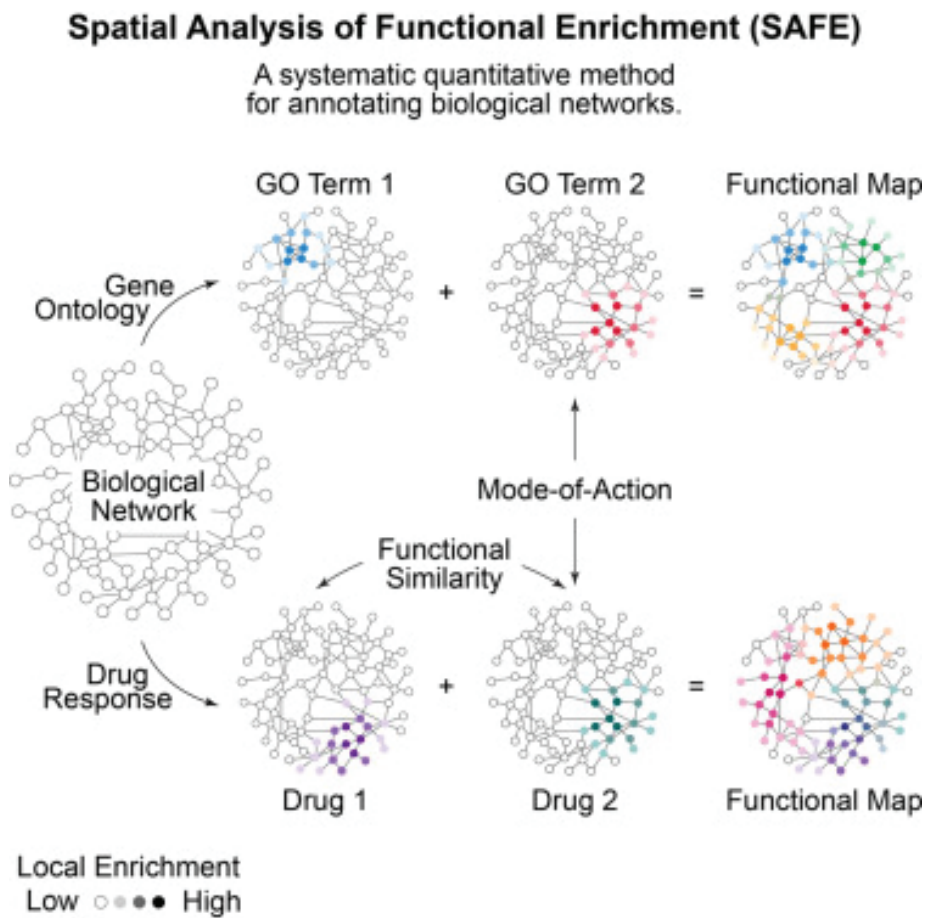 Spatial Analysis of Functional Enrichment (SAFE)
A systematic quantitative method
for annotating biological networks.
GO Term 1
GO Term 2
Functional Map
Gene
Ontology
+
=
Biological
Network
Mode-of-Action
Functional
Similarity
Drug
Response
+
=
Drug 1
Drug 2
Functional Map
Local Enrichment
Low
High